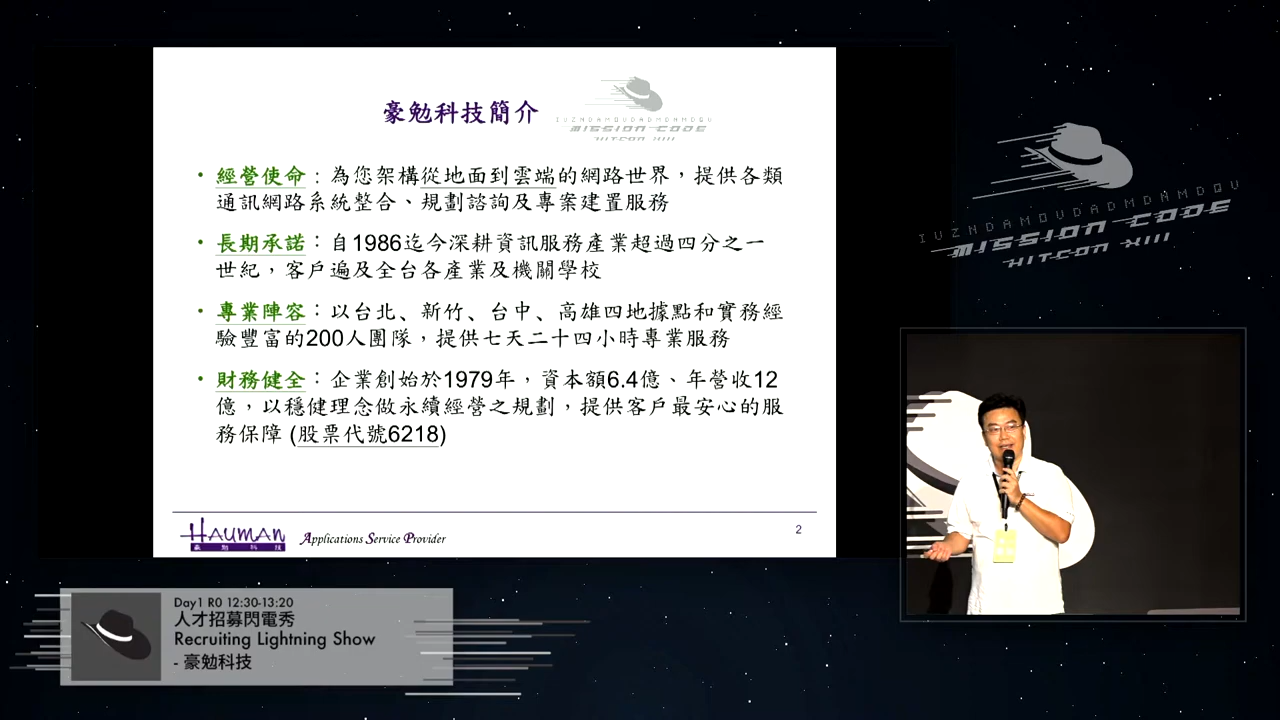 豪勉科技簡介
IUZNDAMOUDADMDNMDQU
MISSION CODE
HITCON XIII
• 經營使命：為您架構從地面到雲端的網路世界，提供各類
通訊網路系統整合、規劃諮詢及專案建置服務
• 長期承諾：自1986迄今深耕資訊服務產業超過四分之一
世紀，客戶遍及全台各產業及機關學校
• 專業陣容：以台北、新竹、台中、高雄四地據點和實務經
驗豐富的200人團隊，提供七天二十四小時專業服務
• 財務健全：企業創始於1979年，資本額6.4億、年營收12
億，以穩健理念做永續經營之規劃，提供客戶最安心的服
務保障 (股票代號6218)
HAUMAN
豪勉科技
Applications Service Provider
2
IUZNDAMOUDADMDNMDQU
MISSION CODE
HITCON XIII
Day1 R0 12:30-13:20
人才招募閃電秀
Recruiting Lightning Show
- 豪勉科技